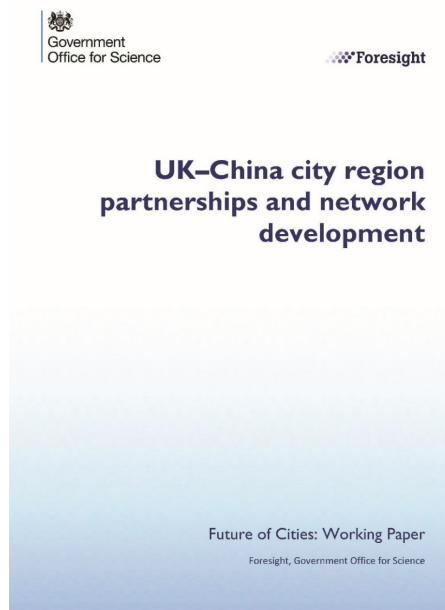 Government
Office for Science
Foresight
UK–China city region
partnerships and network
development
Future of Cities: Working Paper
Foresight, Government Office for Science